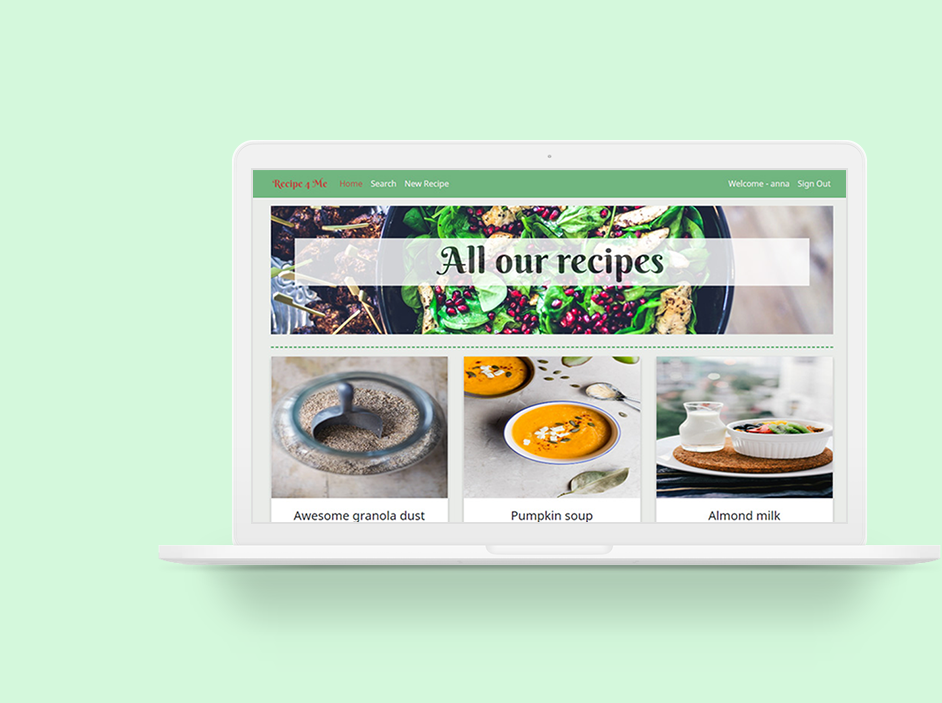 Recipe 4 Me Home Search New Recipe Welcome - anna Sign Out
All our recipes
Awesome granola dust Pumpkin soup Almond milk